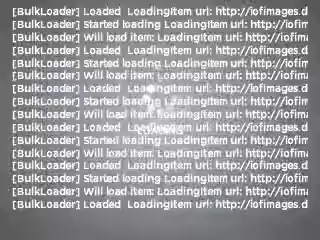 [BulkLoader] Loaded LoadingItem url: http://iofimages.d
[BulkLoader] Started loading LoadingItem url: http://iofin
[BulkLoader] Will load item: LoadingItem url: http://iofima
[BulkLoader] Loaded LoadingItem url: http://iofimages.d
[BulkLoader] Started loading LoadingItem url: http://iofin
[BulkLoader] Will load item: LoadingItem url: http://iofima
[BulkLoader] Loaded LoadingItem url: http://iofimages.d
[BulkLoader] Started loading LoadingItem url: http://iofin
[BulkLoader] Will load item: LoadingItem url: http://iofima
[BulkLoader] Loaded LoadingItem url: http://iofimages.d
[BulkLoader] Started loading LoadingItem url: http://iofin
[BulkLoader] Will load item: LoadingItem url: http://iofima
[BulkLoader] Loaded LoadingItem url: http://iofimages.d
[BulkLoader] Started loading LoadingItem url: http://iofin
[BulkLoader] Will load item: LoadingItem url: http://iofima
[BulkLoader] Loaded LoadingItem url: http://iofimages.d